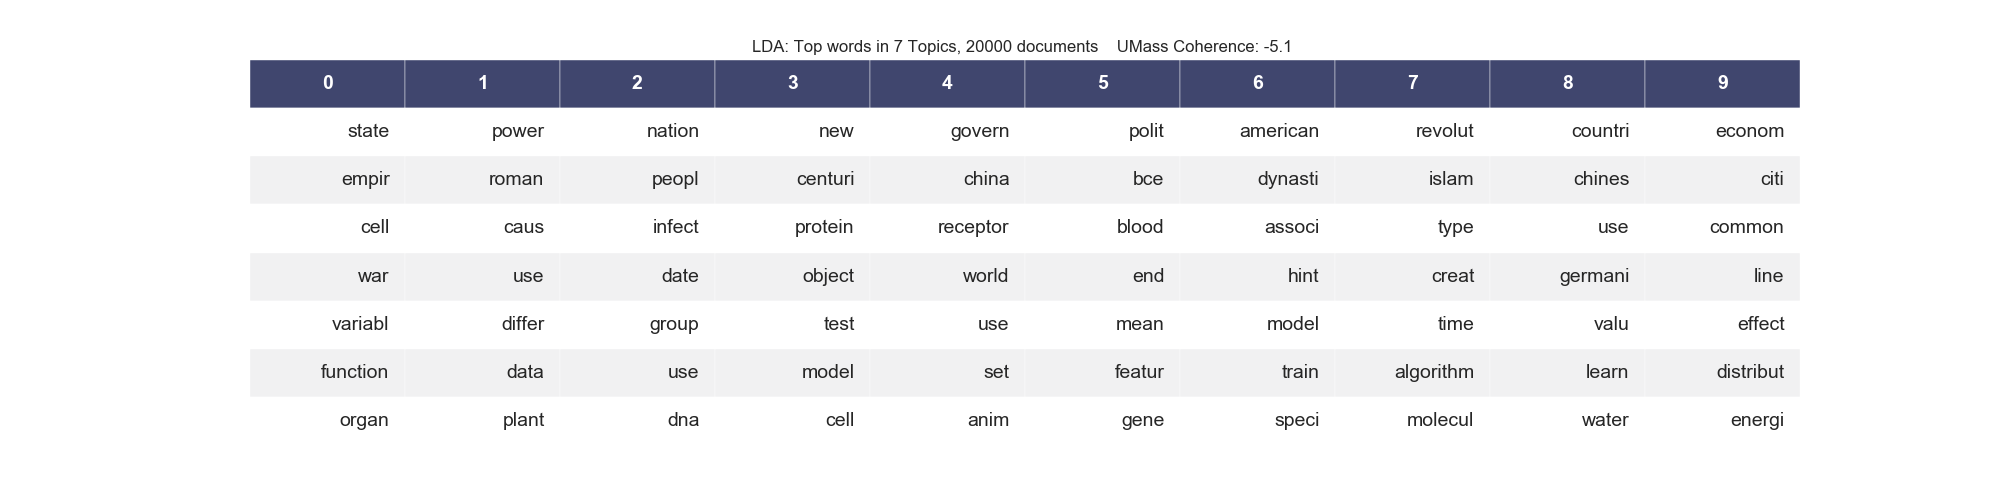 LDA: Top words in 7 Topics, 20000 documents    UMass Coherence: -5.1
0 1 2 3 4 5 6 7 8 9
state power nation new govern polit american revolut countri econom
empir roman peopl centuri china bce dynasti islam chines citi
cell caus infect protein receptor blood associ type use common
war use date object world end hint creat germani line
variabl differ group test use mean model time valu effect
function data use model set featur train algorithm learn distribut
organ plant dna cell anim gene speci molecul water energi